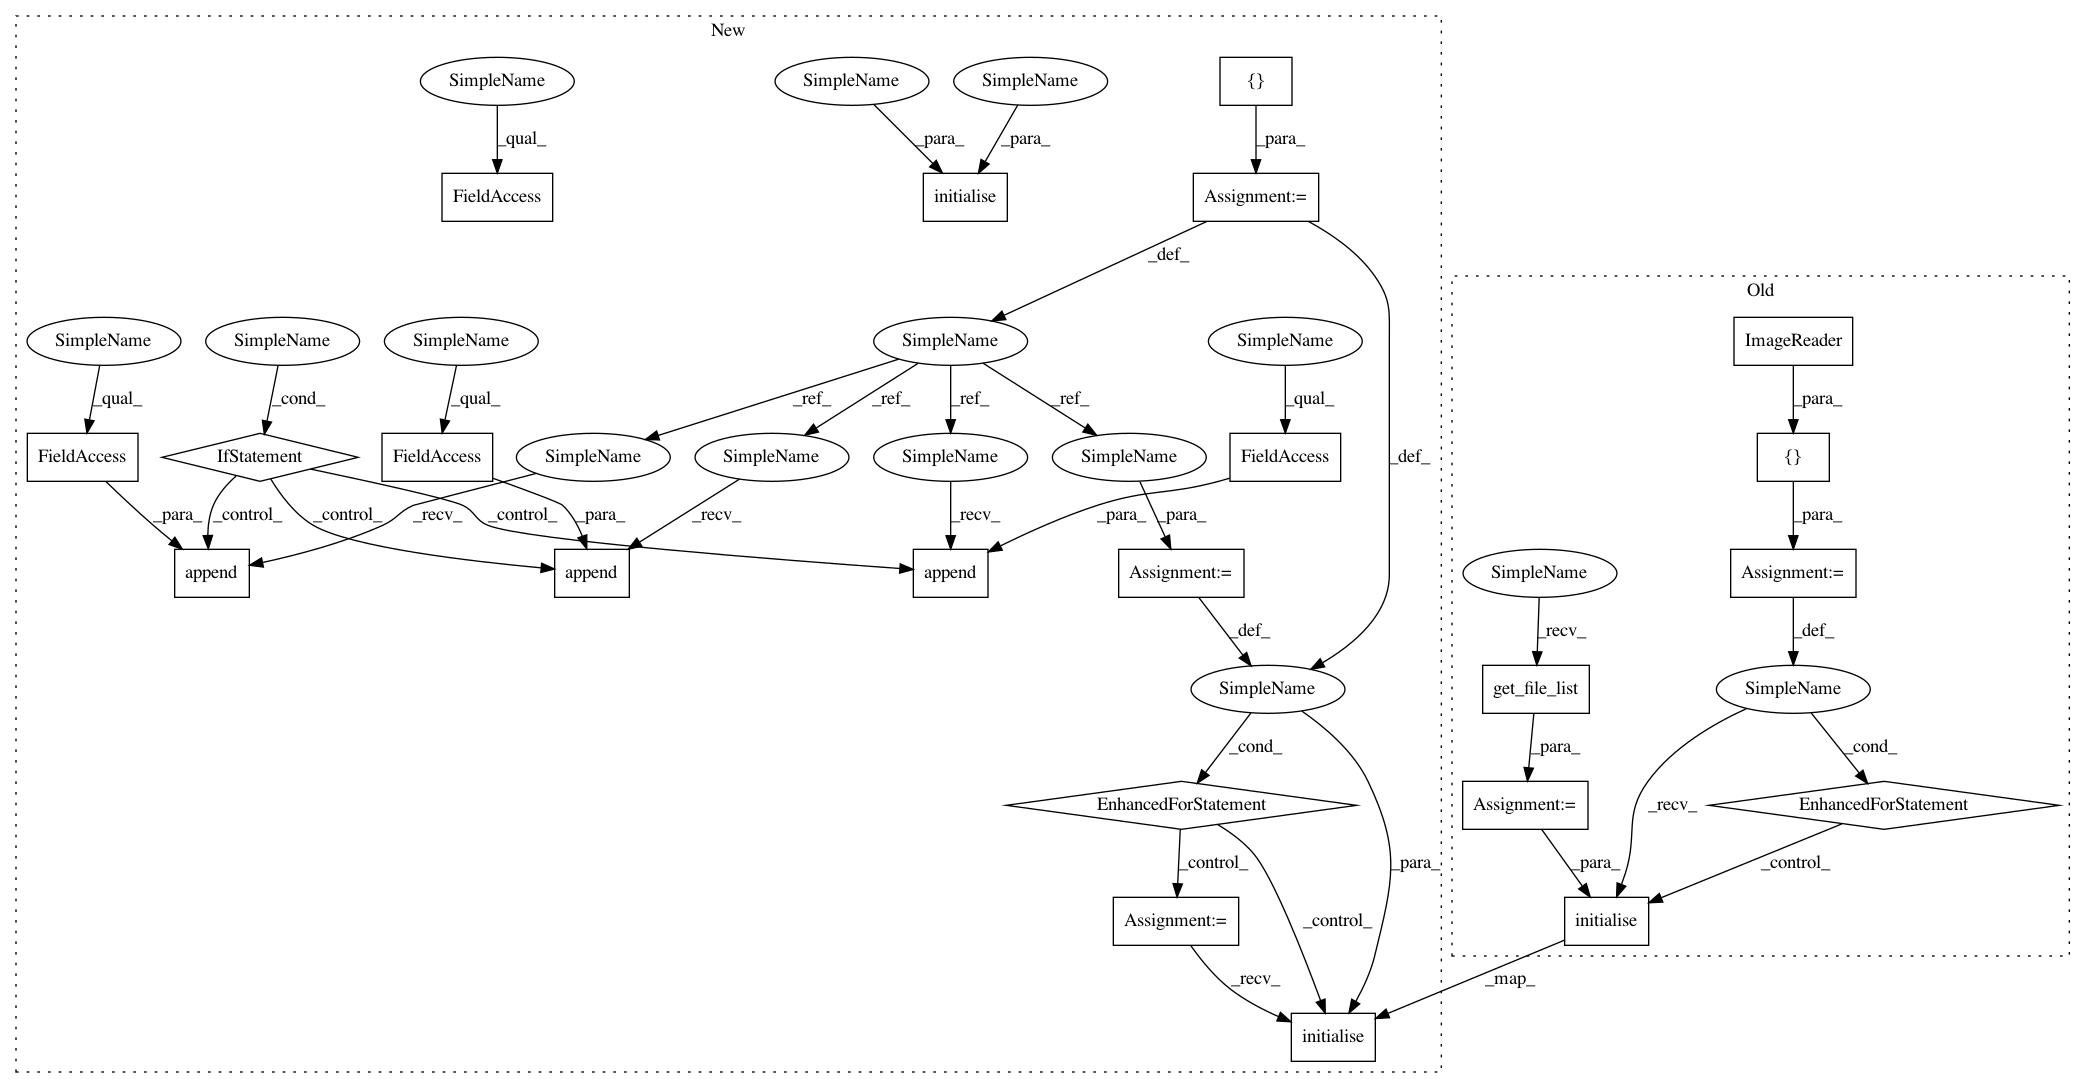 New
SimpleName
SimpleName
SimpleName
{}
_qual_
_para_
_para_
_para_
FieldAccess
initialise
Assignment:=
_def_
Old
SimpleName
SimpleName
SimpleName
SimpleName
SimpleName
ImageReader
_qual_
_cond_
_qual_
_ref_
_ref_
_ref_
_ref_
_qual_
_para_
FieldAccess
IfStatement
FieldAccess
SimpleName
SimpleName
SimpleName
SimpleName
FieldAccess
_def_
{}
_para_
_control_
_control_
_para_
_recv_
_control_
_recv_
_recv_
_para_
_para_
_para_
append
append
append
Assignment:=
SimpleName
Assignment:=
_def_
_recv_
_def_
SimpleName
get_file_list
SimpleName
_cond_
_para_
_recv_
_cond_
EnhancedForStatement
Assignment:=
EnhancedForStatement
_control_
_para_
_para_
_control_
Assignment:=
_control_
initialise
_recv_
_map_
initialise